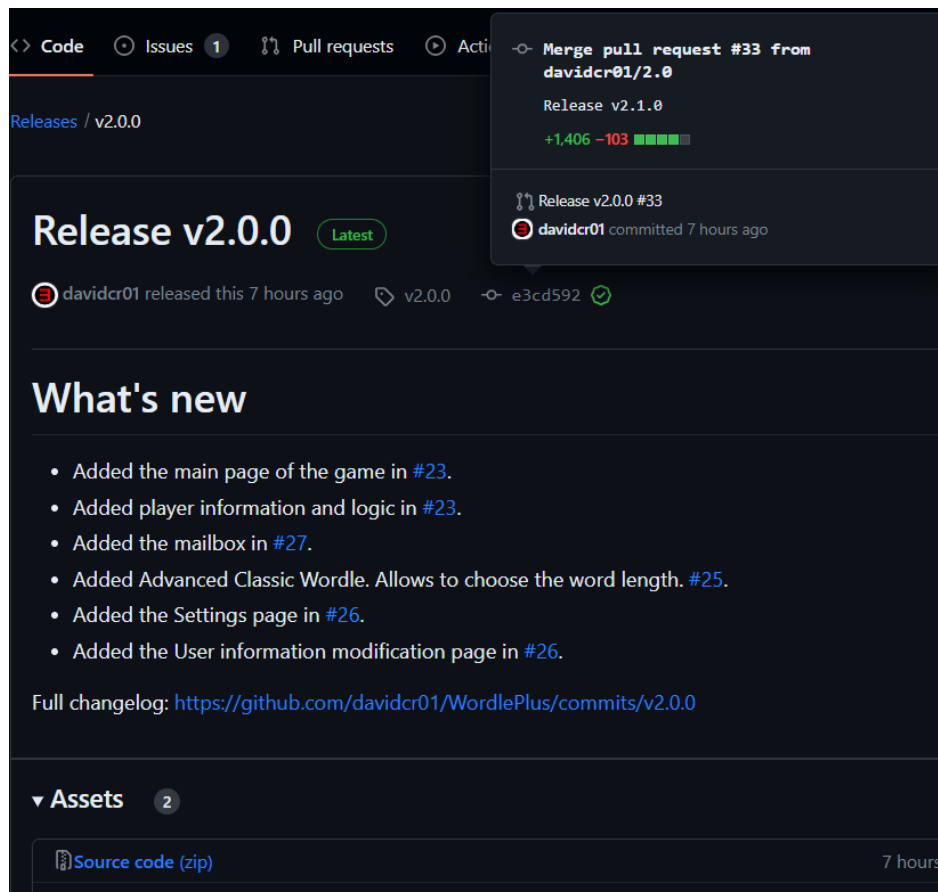 Code Issues 1 Pull requests
Merge pull request #33 from
davidcr01/2.0
Release v2.1.0
+1,406 −103
Release v2.0.0 #33
davidcr01 committed 7 hours ago
Releases / v2.0.0
Release v2.0.0 Latest
davidcr01 released this 7 hours ago v2.0.0 e3cd592
What's new
• Added the main page of the game in #23.
• Added player information and logic in #23.
• Added the mailbox in #27.
• Added Advanced Classic Wordle. Allows to choose the word length. #25.
• Added the Settings page in #26.
• Added the User information modification page in #26.
Full changelog: https://github.com/davidcr01/WordlePlus/commits/v2.0.0
Assets 2
Source code (zip) 7 hours